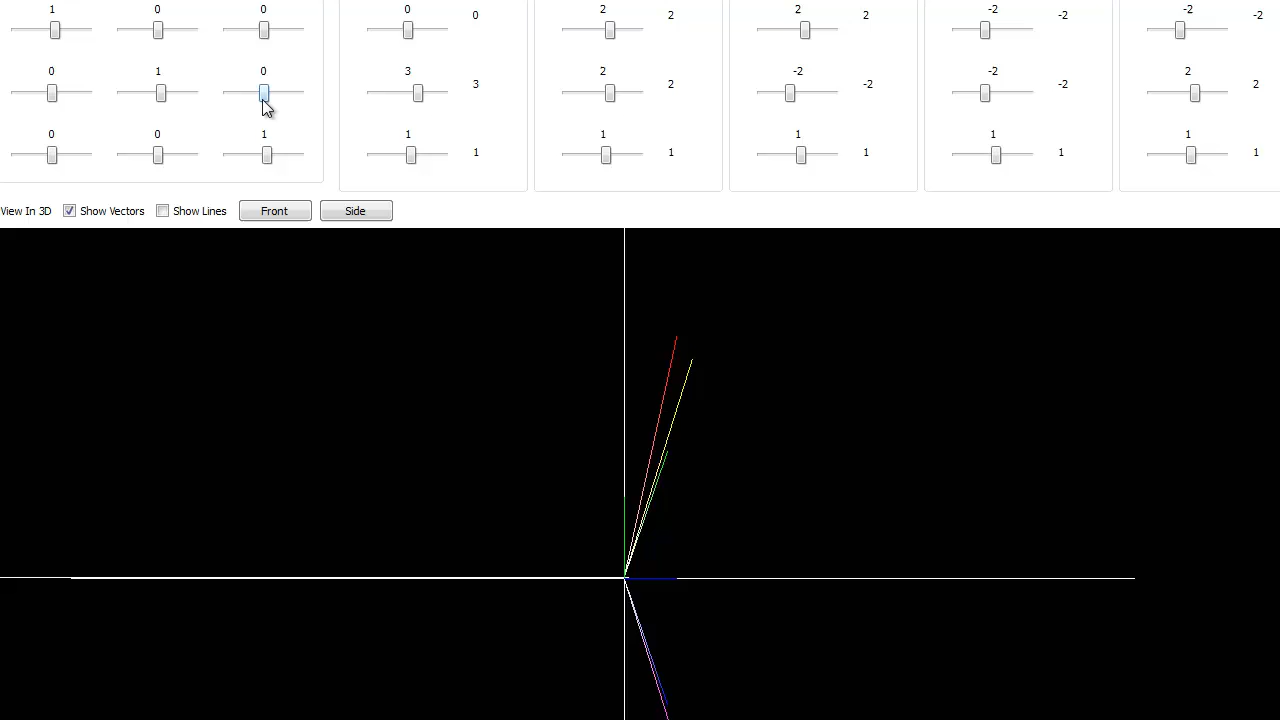 1 0 0 0 0 2 2 2 2 -2 -2 -2 -2
0 1 0 3 3 2 2 -2 -2 -2 -2 2 2
0 0 1 1 1 1 1 1 1 1 1 1 1
View In 3D Show Vectors Show Lines Front Side